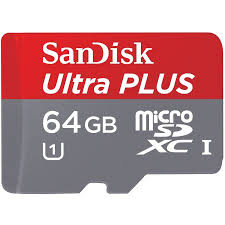 SanDisk
Ultra PLUS
64GB micro
SD
1 XC I